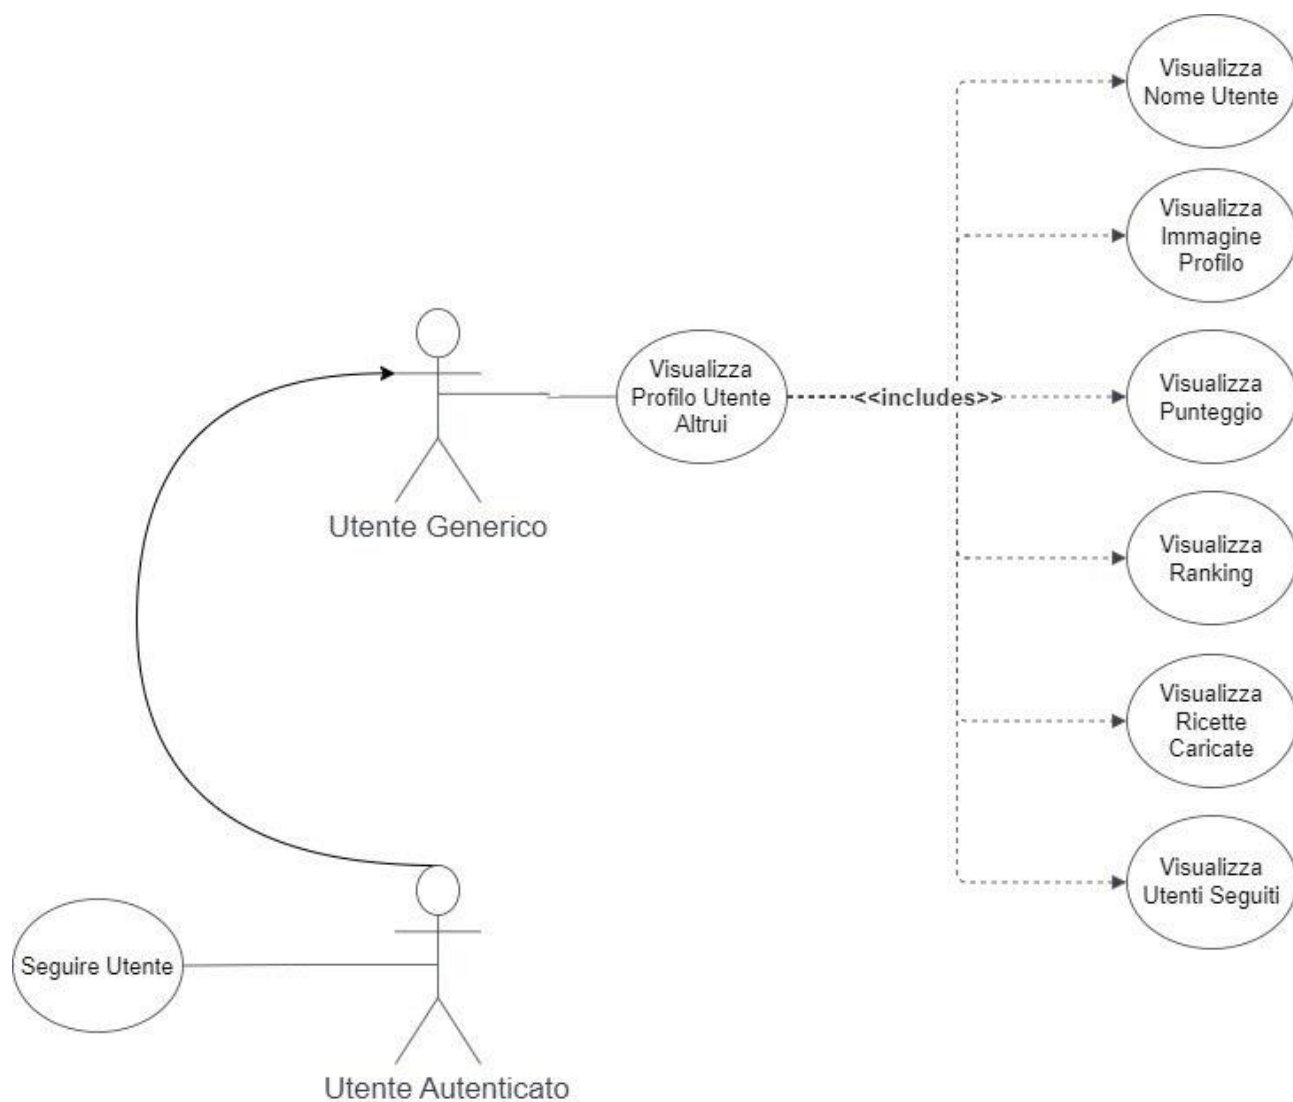 Visualizza
Nome Utente
Visualizza
Immagine
Profilo
Visualizza
Profilo Utente
Altrui
<<includes>>
Visualizza
Punteggio
Utente Generico
Visualizza
Ranking
Visualizza
Ricette
Caricate
Visualizza
Utenti Seguiti
Seguire Utente
Utente Autenticato